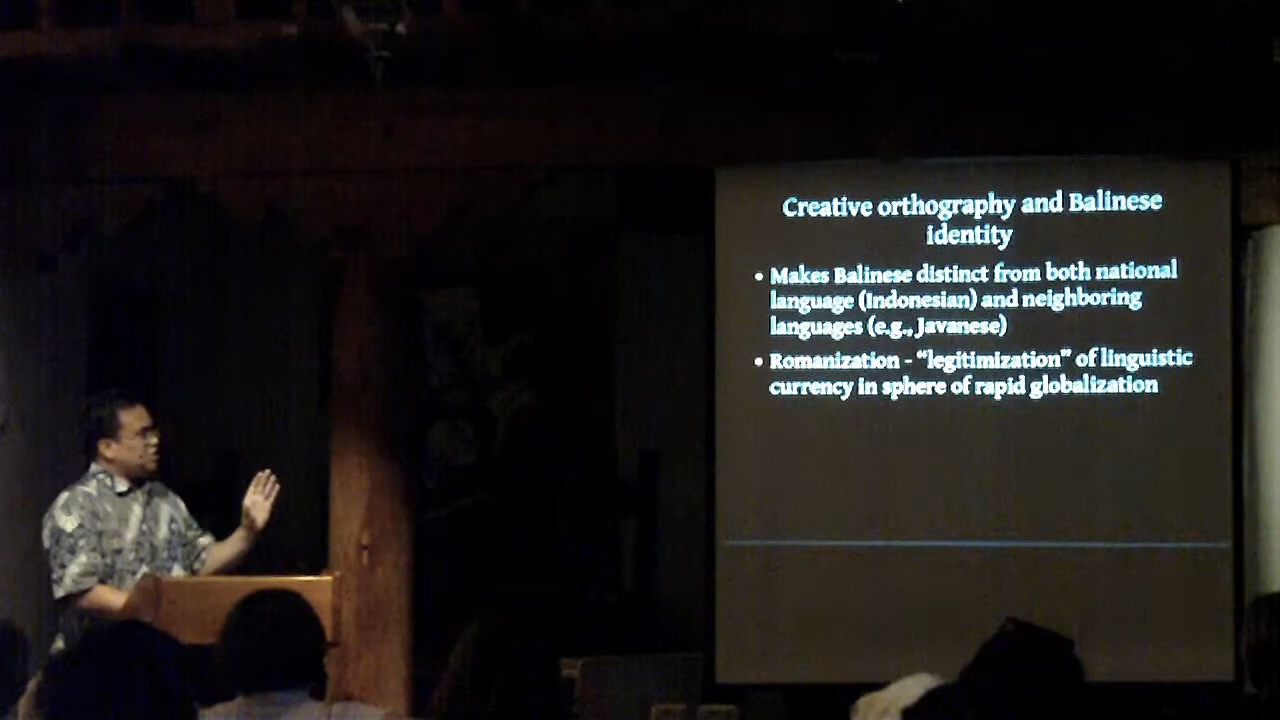 Creative orthography and Balinese
identity
• Makes Balinese distinct from both national
language (Indonesian) and neighboring
languages (e.g., Javanese)
• Romanization - “legitimization” of linguistic
currency in sphere of rapid globalization